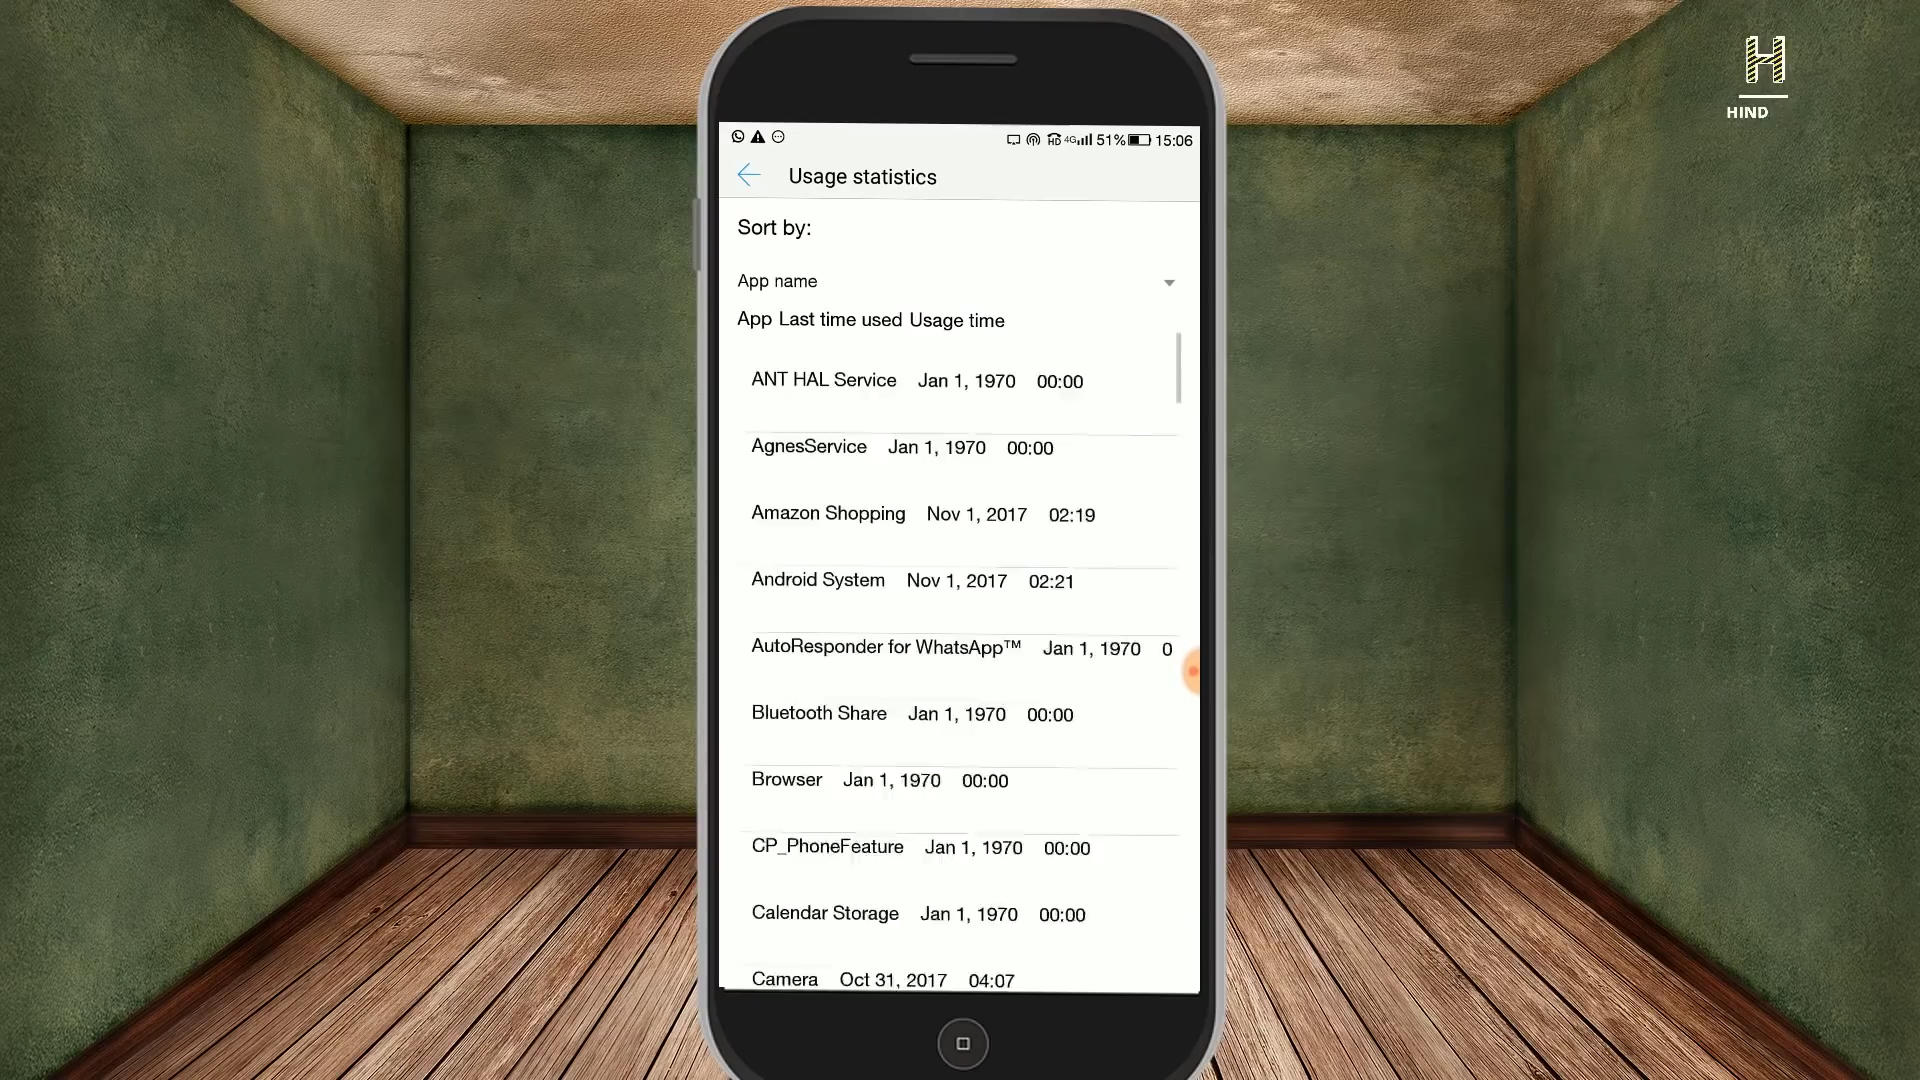 H
HIND
HD 4G 51% 15:06
Usage statistics
Sort by:
App name
App Last time used Usage time
ANT HAL Service Jan 1, 1970 00:00
AgnesService Jan 1, 1970 00:00
Amazon Shopping Nov 1, 2017 02:19
Android System Nov 1, 2017 02:21
AutoResponder for WhatsApp™ Jan 1, 1970 0
Bluetooth Share Jan 1, 1970 00:00
Browser Jan 1, 1970 00:00
CP_PhoneFeature Jan 1, 1970 00:00
Calendar Storage Jan 1, 1970 00:00
Camera Oct 31, 2017 04:07